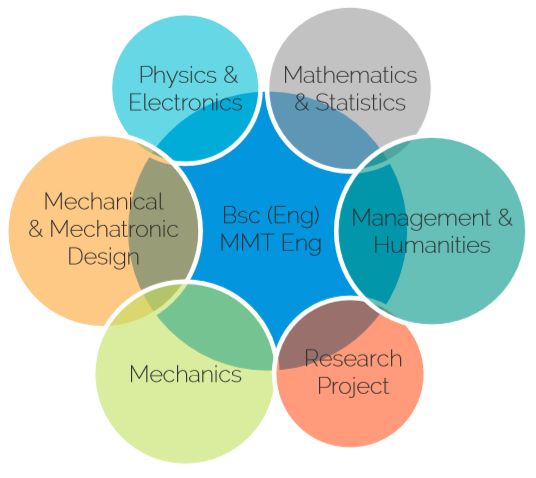 Physics &
Electronics
Mathematics
& Statistics
Mechanical
& Mechatronic
Design
Bsc (Eng)
MMT Eng
Management &
Humanities
Mechanics
Research
Project